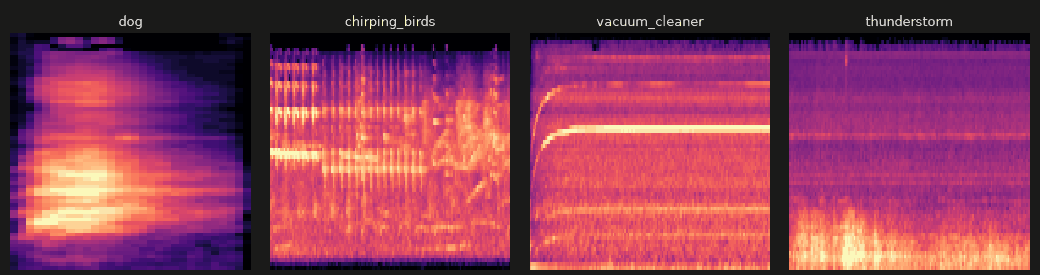 dog
chirping_birds
vacuum_cleaner
thunderstorm